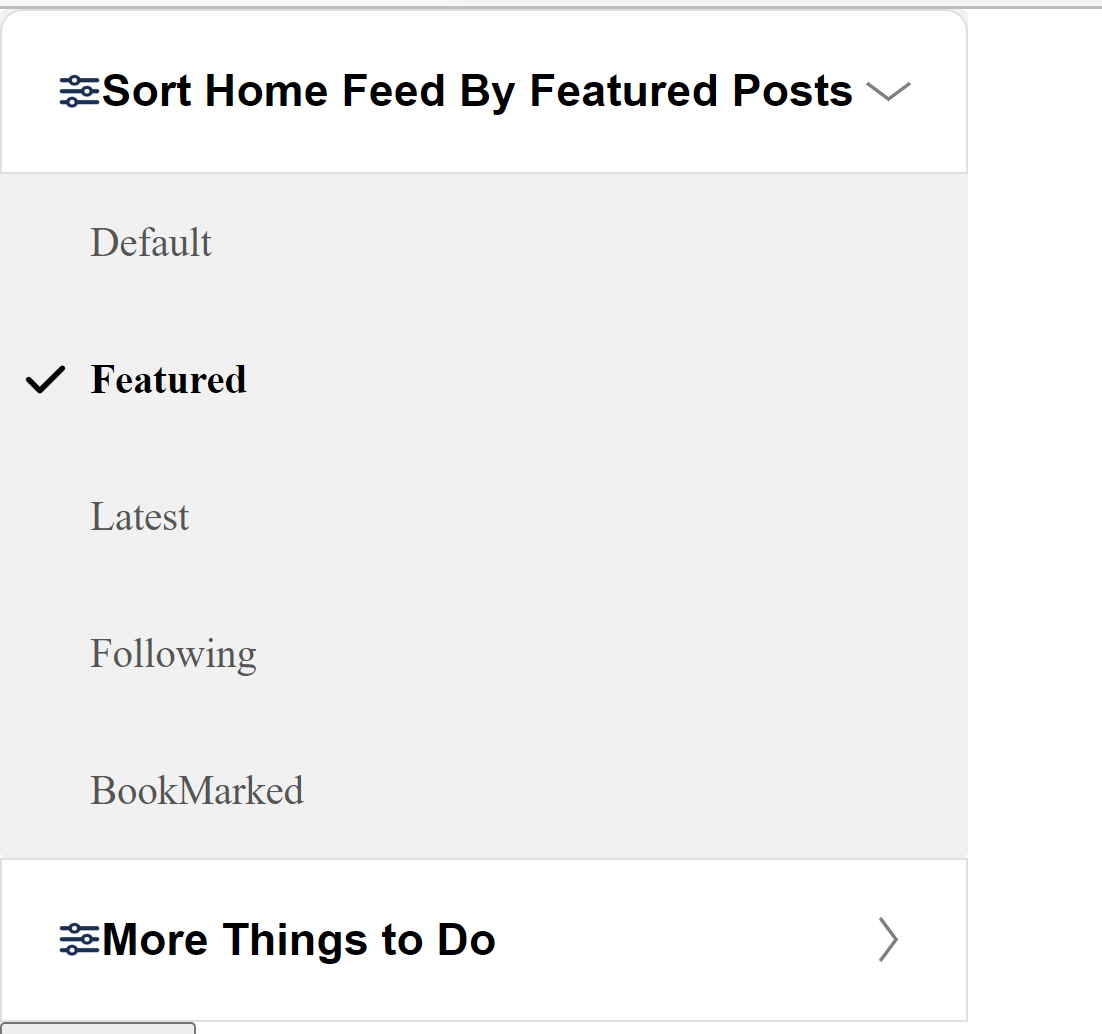 Sort Home Feed By Featured Posts
Default
Featured
Latest
Following
BookMarked
More Things to Do